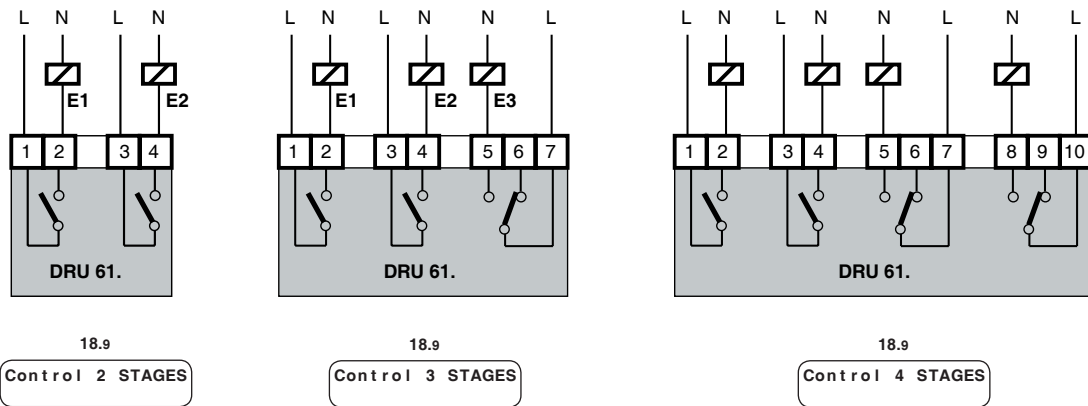 L N L N
E1 E2
1 2 3 4
DRU 61.
18.9
Control 2 STAGES
L N L N N L
E1 E2 E3
1 2 3 4 5 6 7
DRU 61.
18.9
Control 3 STAGES
L N L N N L N L
1 2 3 4 5 6 7 8 9 10
DRU 61.
18.9
Control 4 STAGES